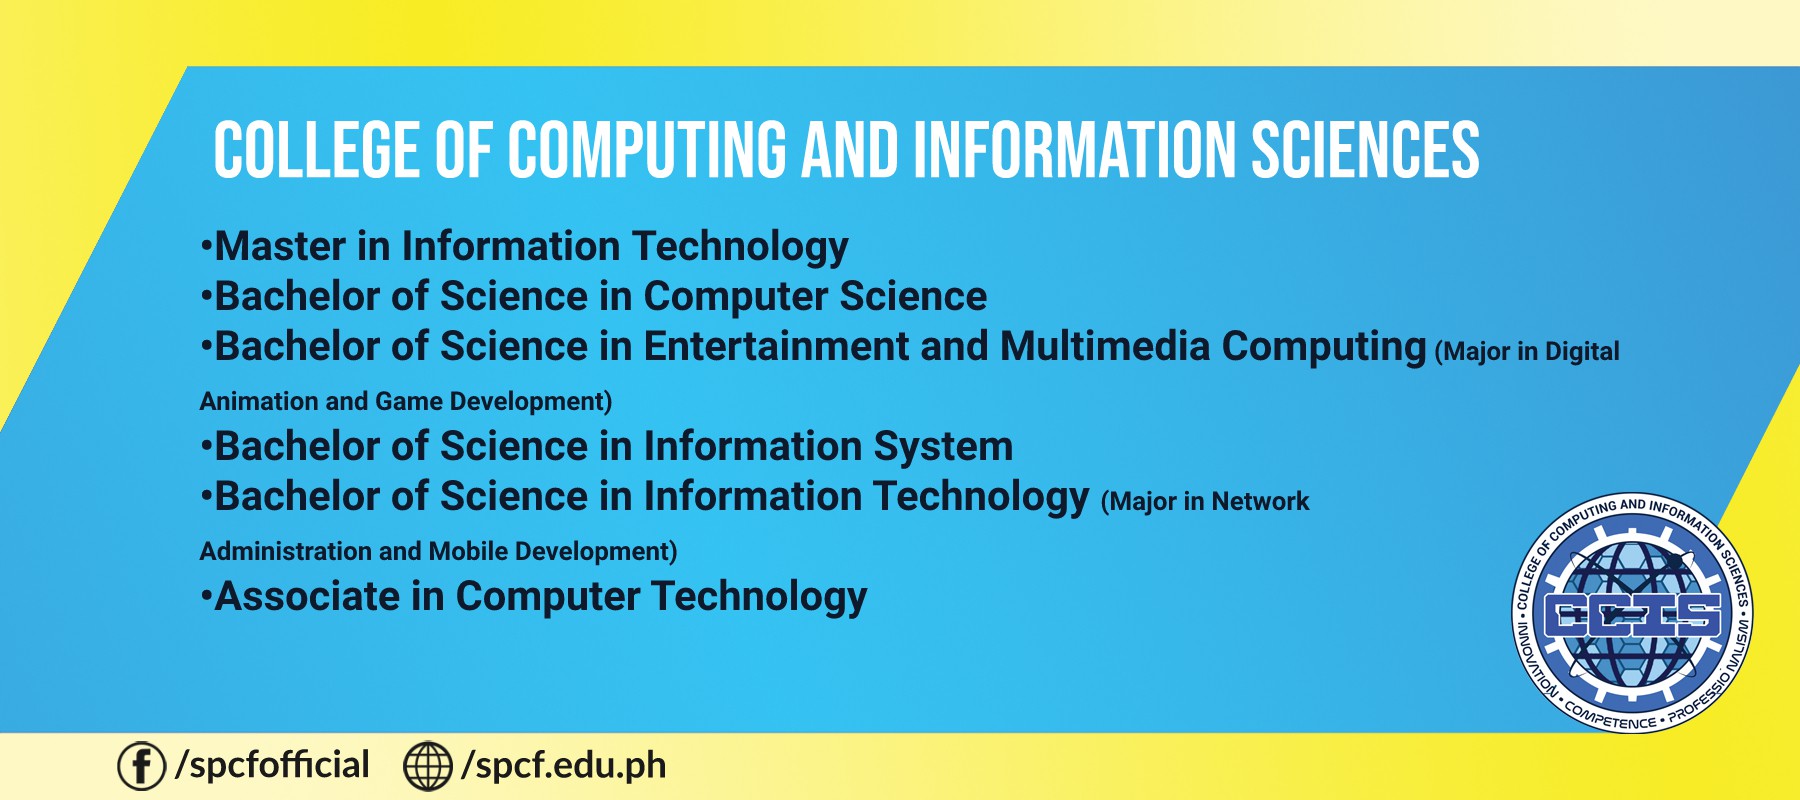 COLLEGE OF COMPUTING AND INFORMATION SCIENCES
•Master in Information Technology
•Bachelor of Science in Computer Science
•Bachelor of Science in Entertainment and Multimedia Computing (Major in Digital
Animation and Game Development)
•Bachelor of Science in Information System
•Bachelor of Science in Information Technology (Major in Network
Administration and Mobile Development)
•Associate in Computer Technology
• COLLEGE OF COMPUTING AND INFORMATION SCIENCES •
CCIS
INNOVATION • COMPETENCE • PROFESSIONALISM
/spcfofficial /spcf.edu.ph